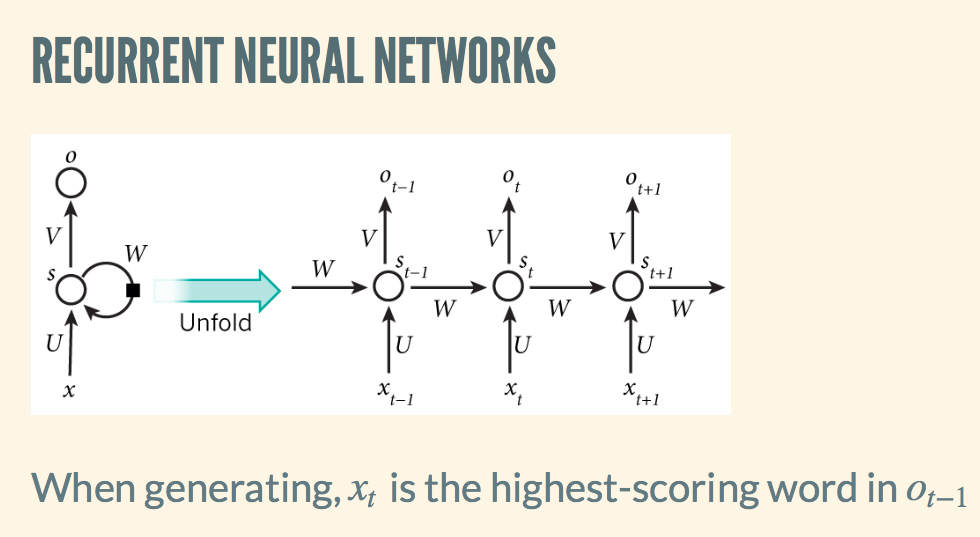 RECURRENT NEURAL NETWORKS
o
V
W
s
U
x
Unfold
W
o_{t-1}
V
s_{t-1}
W
U
x_{t-1}
o_t
V
s_t
W
U
x_t
o_{t+1}
V
s_{t+1}
W
U
x_{t+1}
When generating, x_t is the highest-scoring word in o_{t−1}